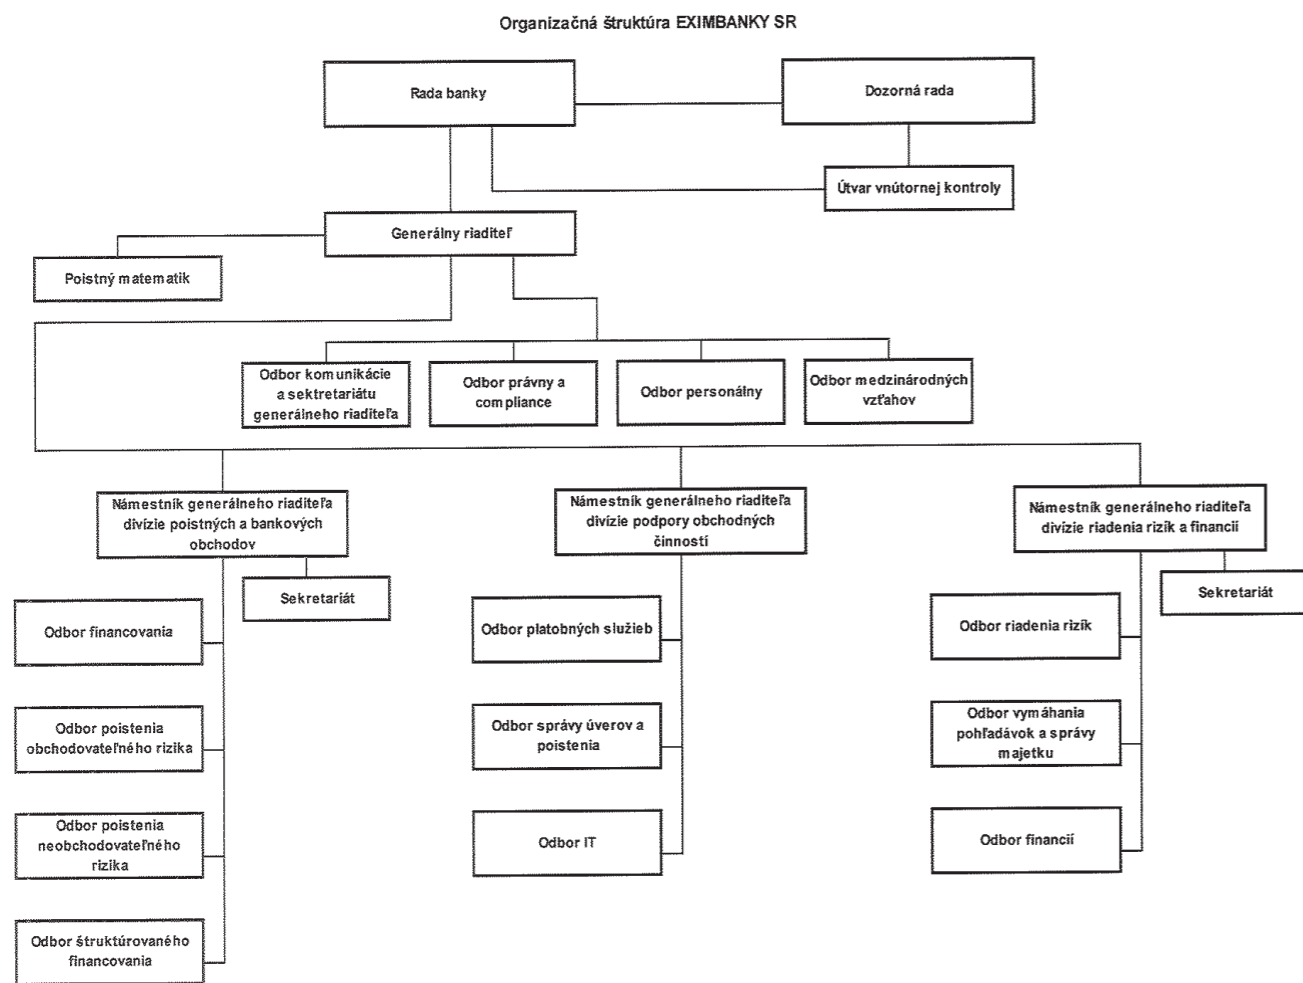 Organizačná štruktúra EXIMBANKY SR
Rada banky
Dozorná rada
Útvar vnútornej kontroly
Generálny riaditeľ
Poistný matematik
Odbor komunikácie
a sektretariátu
generálneho riaditeľa
Odbor právny a
compliance
Odbor personálny
Odbor medzinárodných
vzťahov
Námestník generálneho riaditeľa
divízie poistných a bankových
obchodov
Námestník generálneho riaditeľa
divízie podpory obchodných
činností
Námestník generálneho riaditeľa
divízie riadenia rizík a financií
Sekretariát
Sekretariát
Odbor financovania
Odbor platobných služieb
Odbor riadenia rizík
Odbor poistenia
obchodovateľného rizika
Odbor správy úverov a
poistenia
Odbor vymáhania
pohľadávok a správy
majetku
Odbor poistenia
neobchodovateľného
rizika
Odbor IT
Odbor financií
Odbor štruktúrovaného
financovania